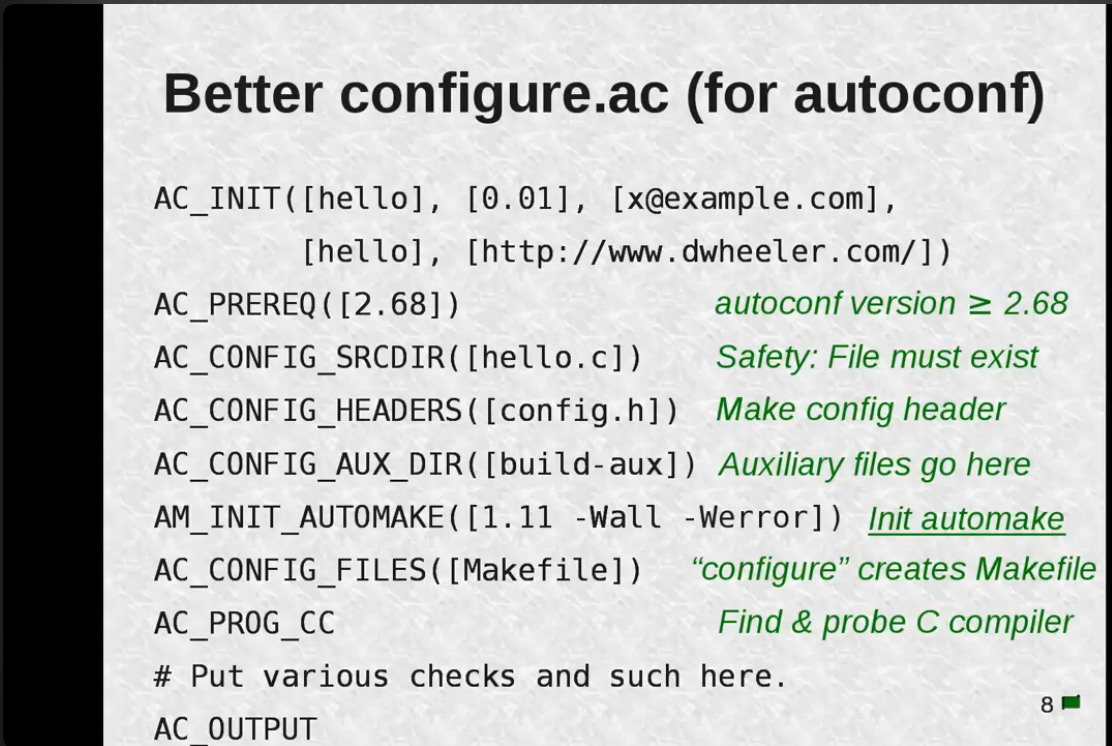 Better configure.ac (for autoconf)
AC_INIT([hello], [0.01], [x@example.com],
[hello], [http://www.dwheeler.com/])
AC_PREREQ([2.68]) autoconf version ≥ 2.68
AC_CONFIG_SRCDIR([hello.c]) Safety: File must exist
AC_CONFIG_HEADERS([config.h]) Make config header
AC_CONFIG_AUX_DIR([build-aux]) Auxiliary files go here
AM_INIT_AUTOMAKE([1.11 -Wall -Werror]) Init automake
AC_CONFIG_FILES([Makefile]) “configure” creates Makefile
AC_PROG_CC Find & probe C compiler
# Put various checks and such here.
AC_OUTPUT
8